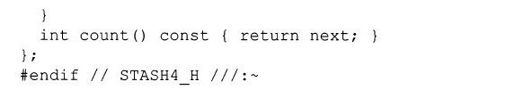 }
int count() const { return next; }
};
#endif // STASH4_H ///:~